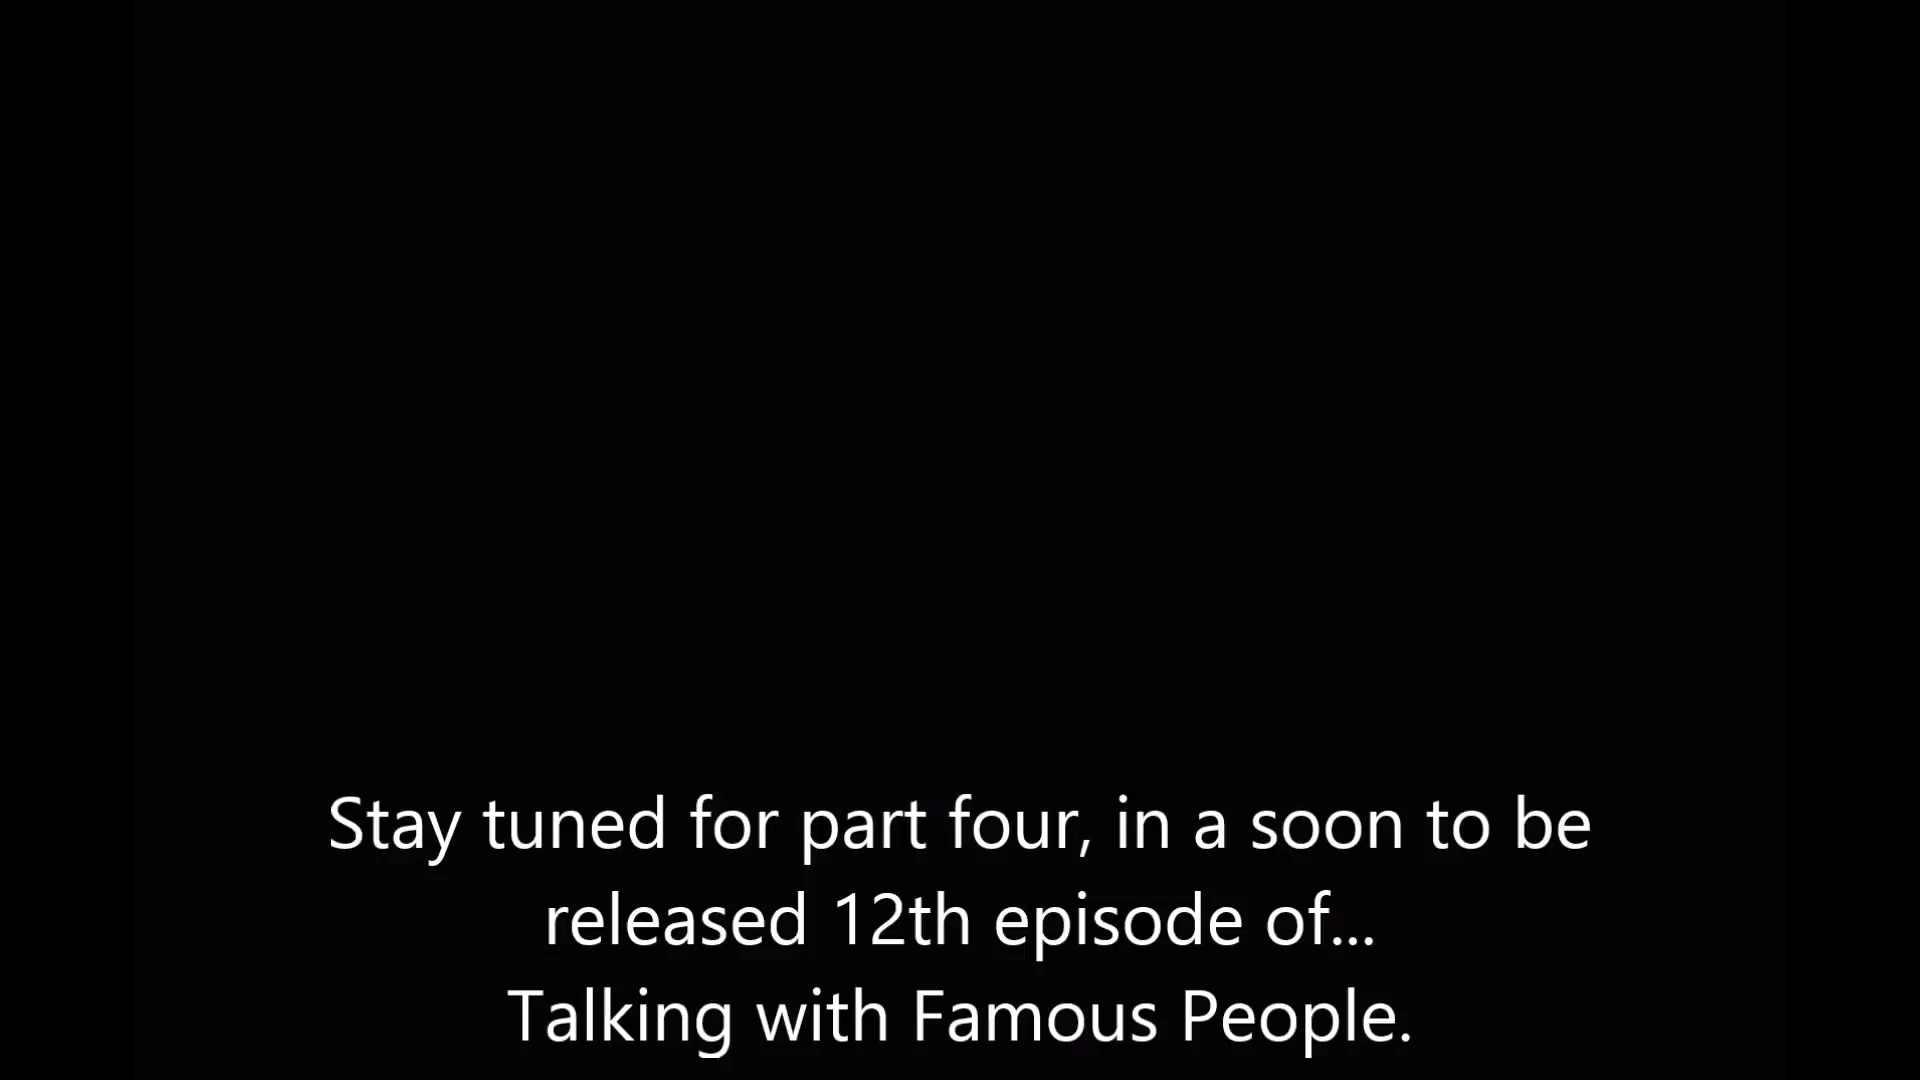 Stay tuned for part four, in a soon to be
released 12th episode of...
Talking with Famous People.